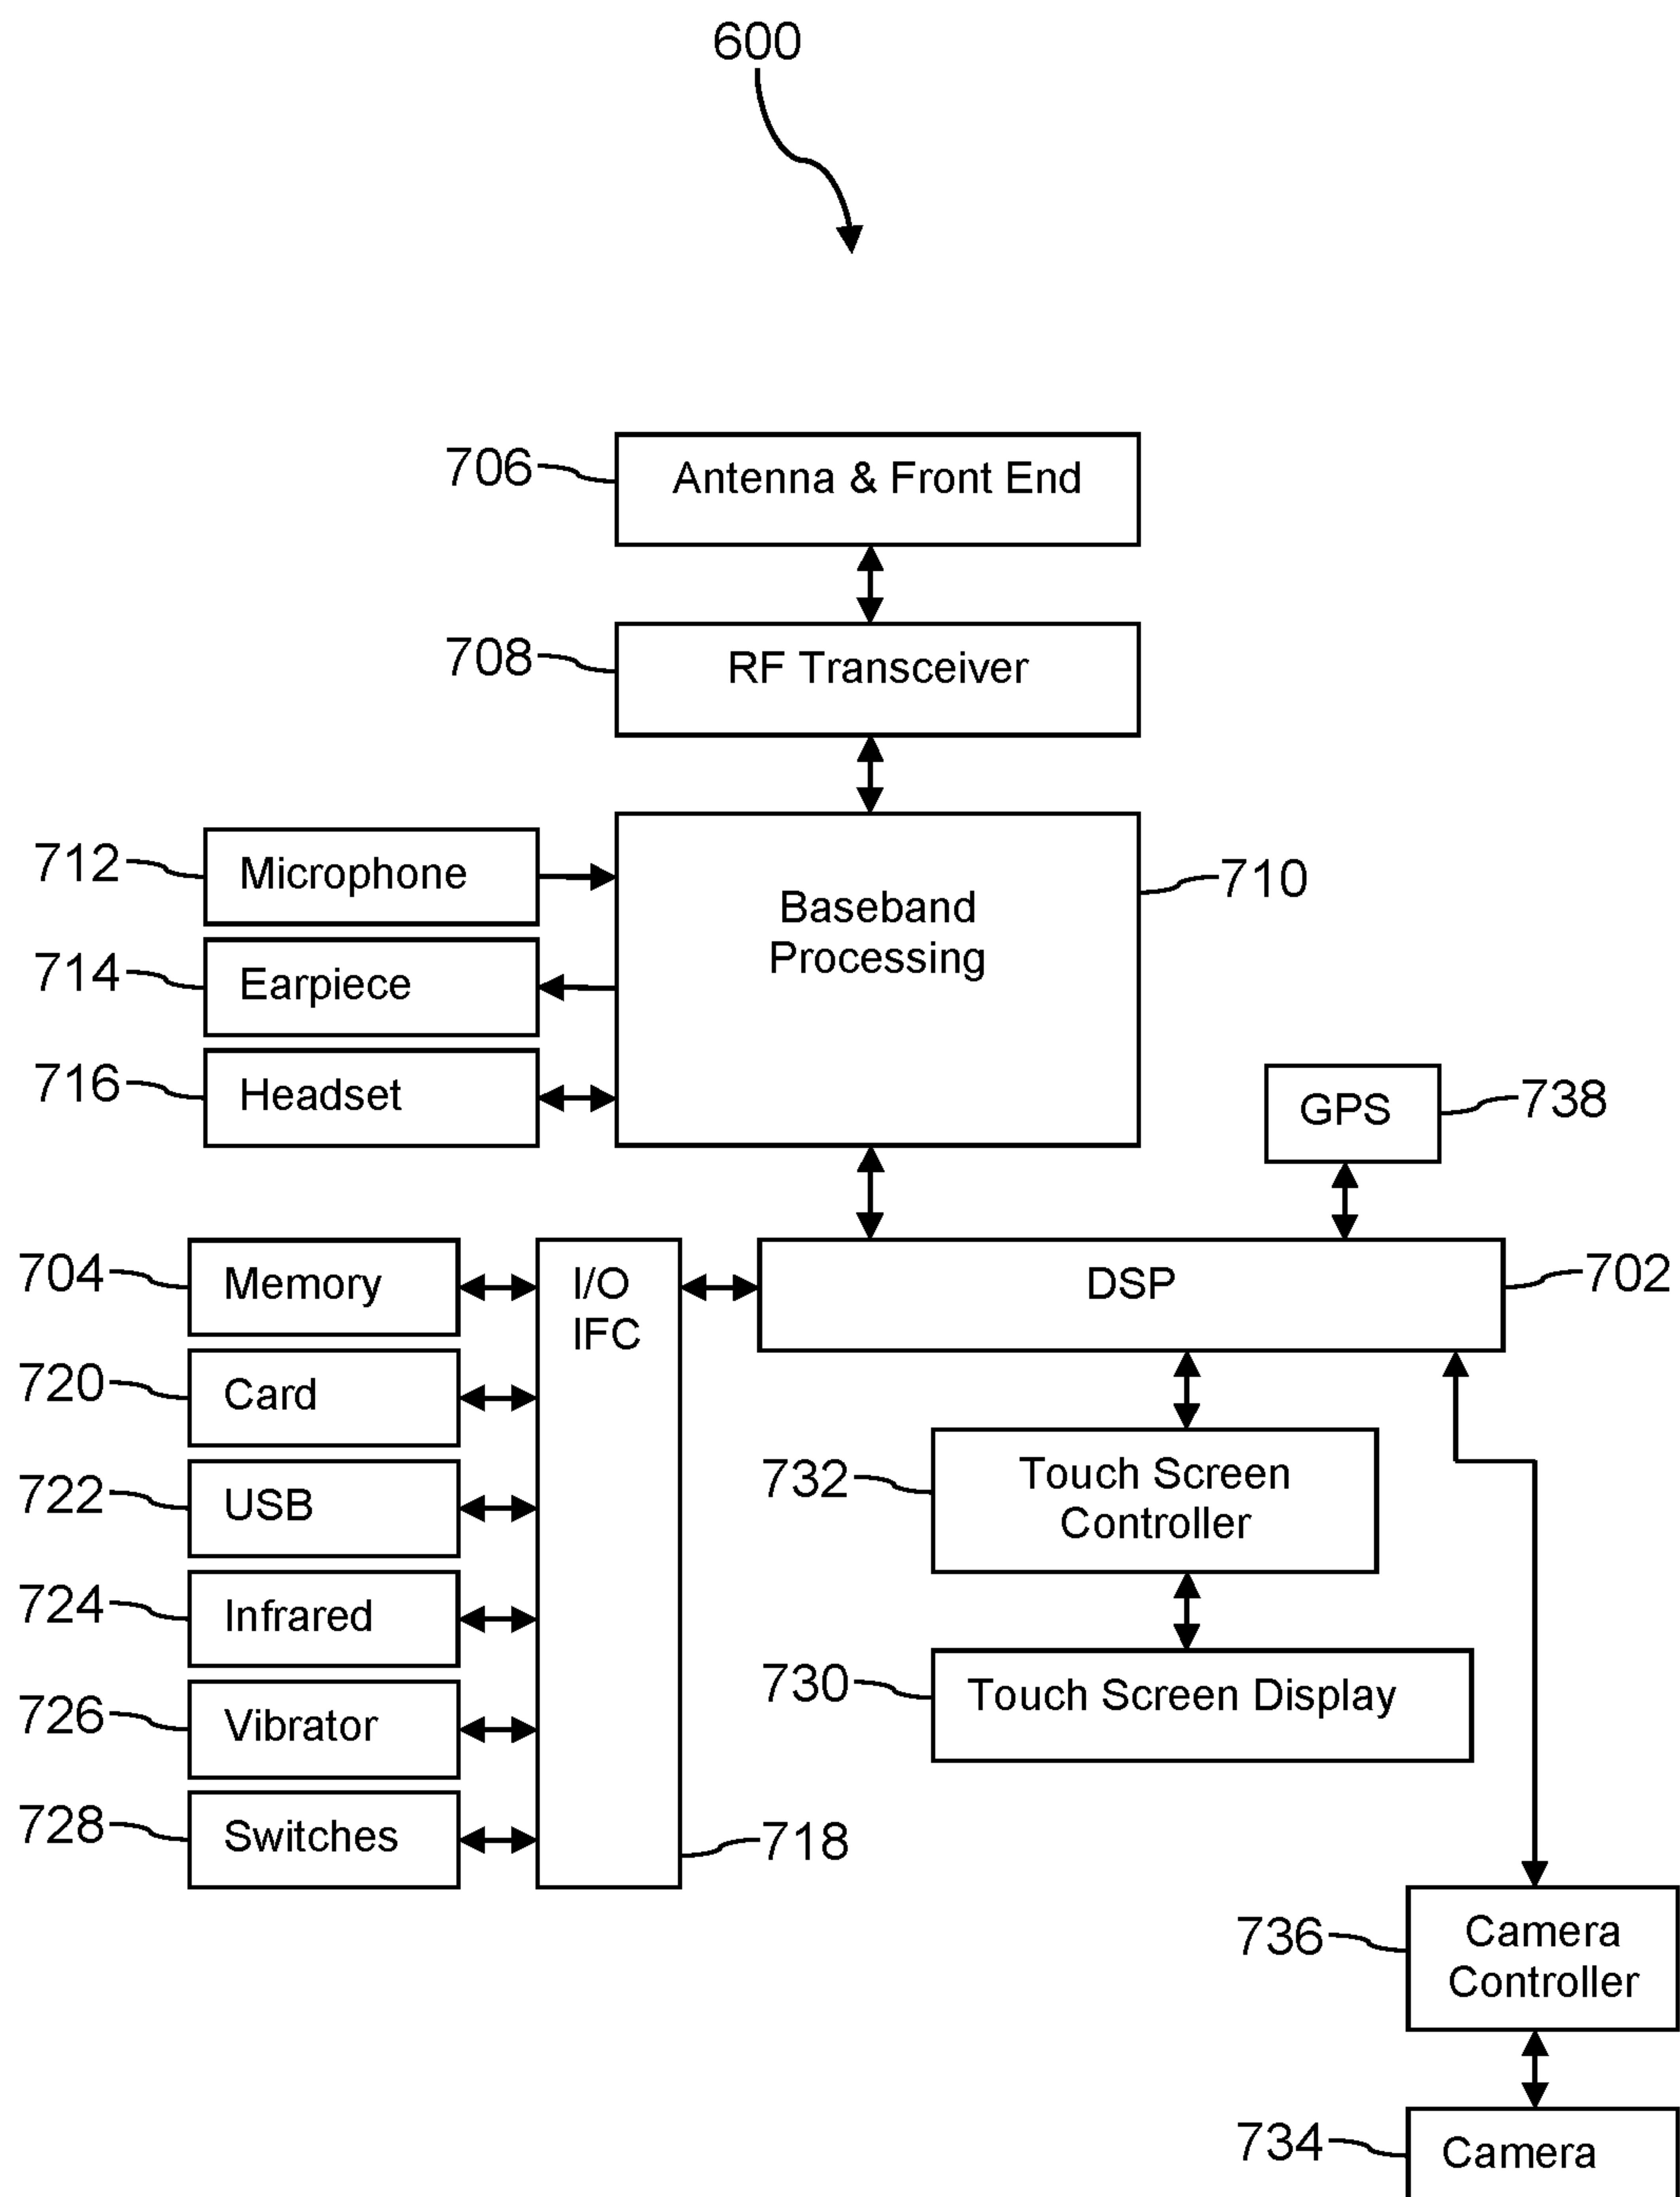 600
706
Antenna & Front End
708
RF Transceiver
712
Microphone
Baseband
Processing
710
714
Earpiece
716
Headset
GPS
738
704
Memory
I/O
IFC
DSP
702
720
Card
722
USB
732
Touch Screen
Controller
724
Infrared
726
Vibrator
730
Touch Screen Display
728
Switches
718
736
Camera
Controller
734
Camera